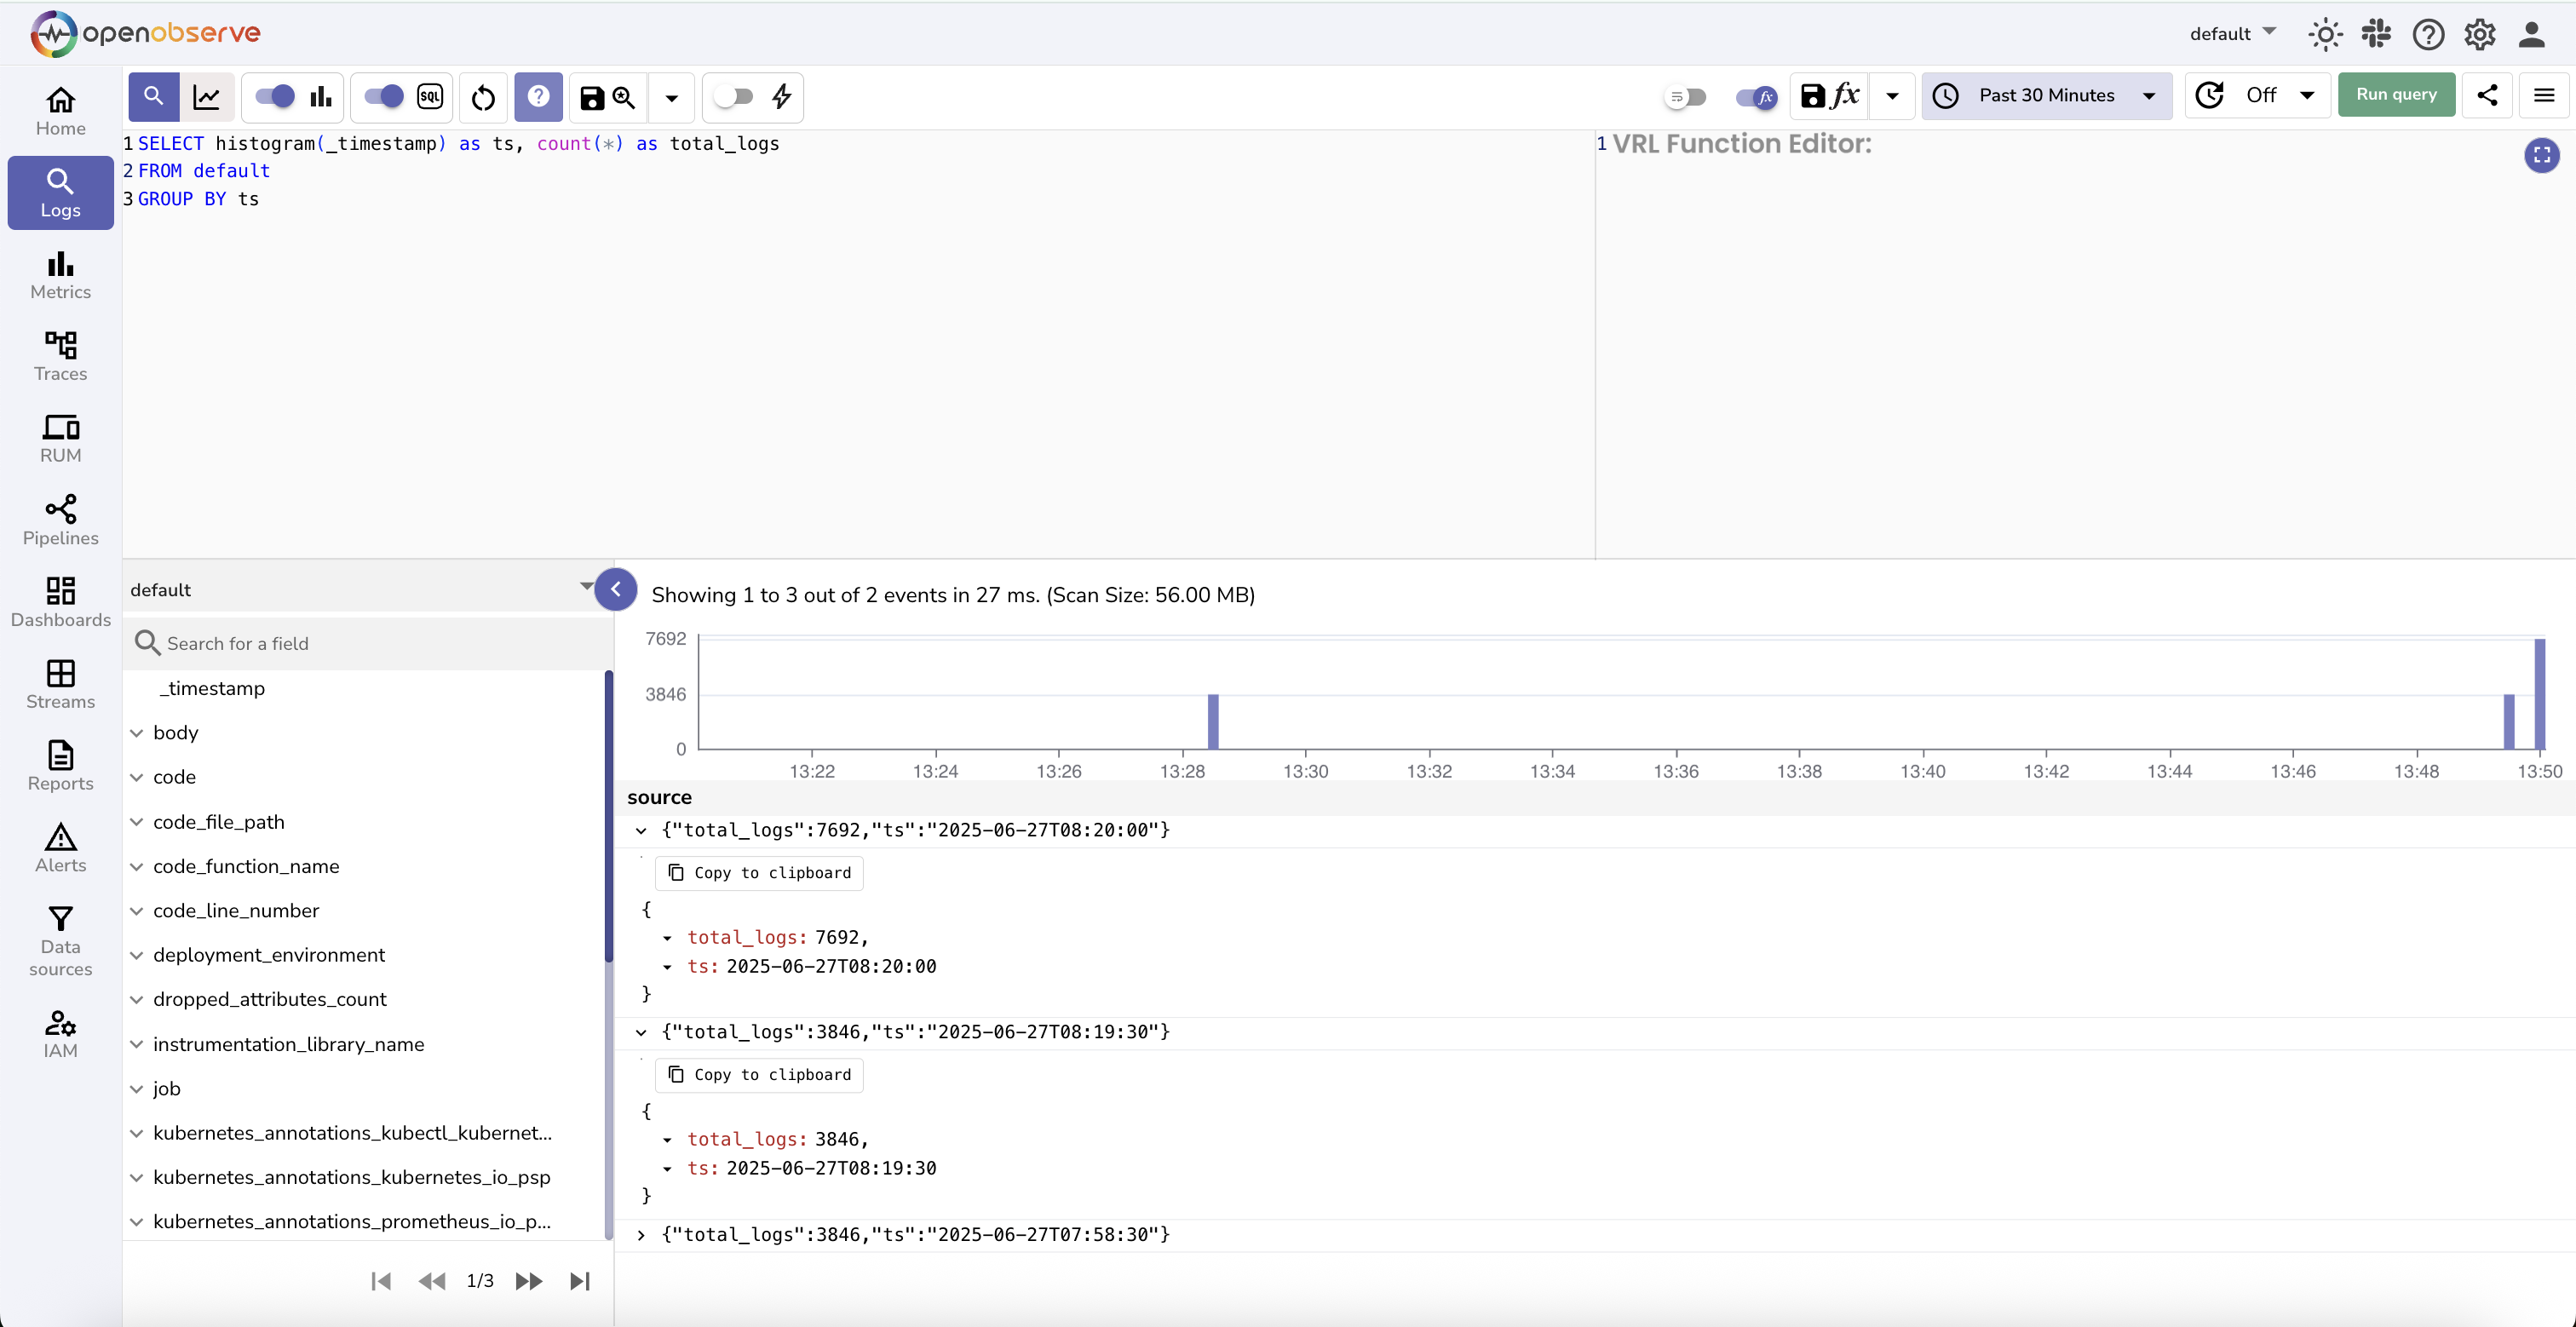 openobserve
default
Home
Logs
Metrics
Traces
RUM
Pipelines
Dashboards
Streams
Reports
Alerts
Data
sources
IAM
SQL
fx
fx
Past 30 Minutes
Off
Run query
1 SELECT histogram(_timestamp) as ts, count(*) as total_logs
2 FROM default
3 GROUP BY ts
1 VRL Function Editor:
default
Search for a field
_timestamp
body
code
code_file_path
code_function_name
code_line_number
deployment_environment
dropped_attributes_count
instrumentation_library_name
job
kubernetes_annotations_kubectl_kubernet...
kubernetes_annotations_kubernetes_io_psp
kubernetes_annotations_prometheus_io_p...
1/3
Showing 1 to 3 out of 2 events in 27 ms. (Scan Size: 56.00 MB)
7692
3846
0
13:22 13:24 13:26 13:28 13:30 13:32 13:34 13:36 13:38 13:40 13:42 13:44 13:46 13:48 13:50
source
{"total_logs":7692,"ts":"2025-06-27T08:20:00"}
Copy to clipboard
{
total_logs: 7692,
ts: 2025-06-27T08:20:00
}
{"total_logs":3846,"ts":"2025-06-27T08:19:30"}
Copy to clipboard
{
total_logs: 3846,
ts: 2025-06-27T08:19:30
}
{"total_logs":3846,"ts":"2025-06-27T07:58:30"}